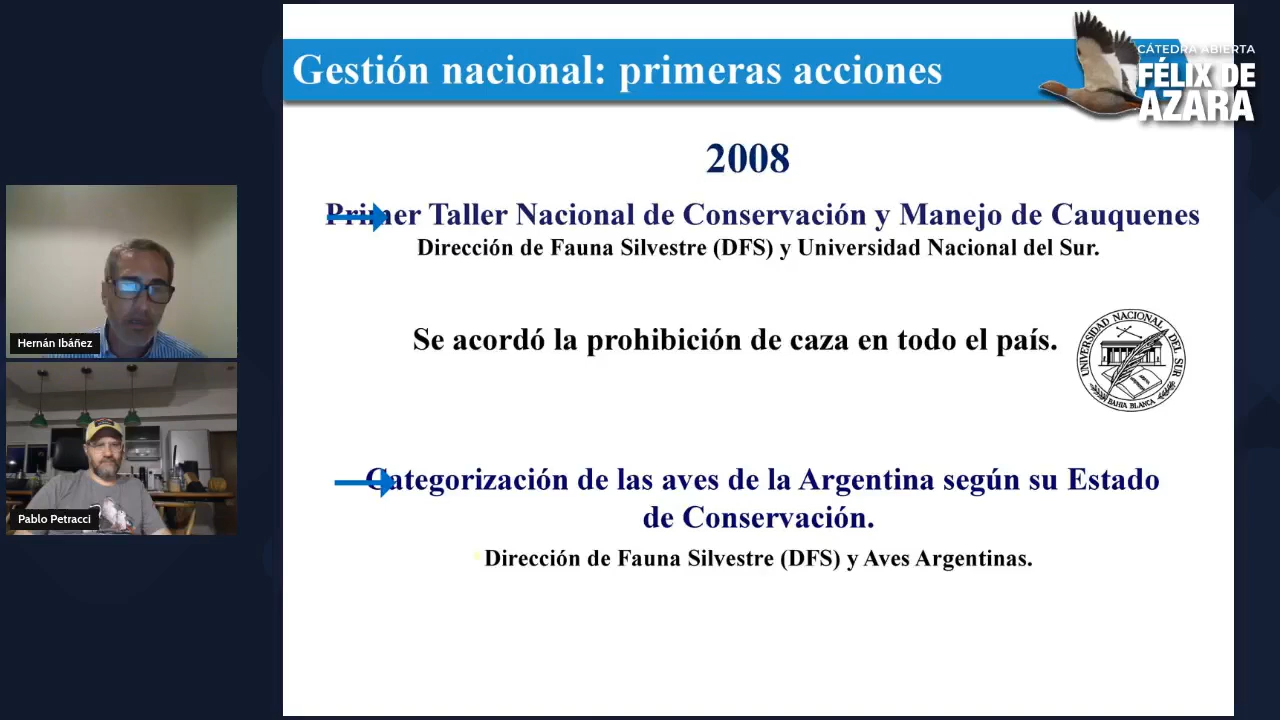 Gestión nacional: primeras acciones
CÁTEDRA ABIERTA
FÉLIX DE
AZARA
2008
Primer Taller Nacional de Conservación y Manejo de Cauquenes
Dirección de Fauna Silvestre (DFS) y Universidad Nacional del Sur.
Se acordó la prohibición de caza en todo el país.
UNIVERSIDAD NACIONAL DEL SUR
BAHIA BLANCA
Categorización de las aves de la Argentina según su Estado
de Conservación.
Dirección de Fauna Silvestre (DFS) y Aves Argentinas.
Hernán Ibáñez
Pablo Petracci